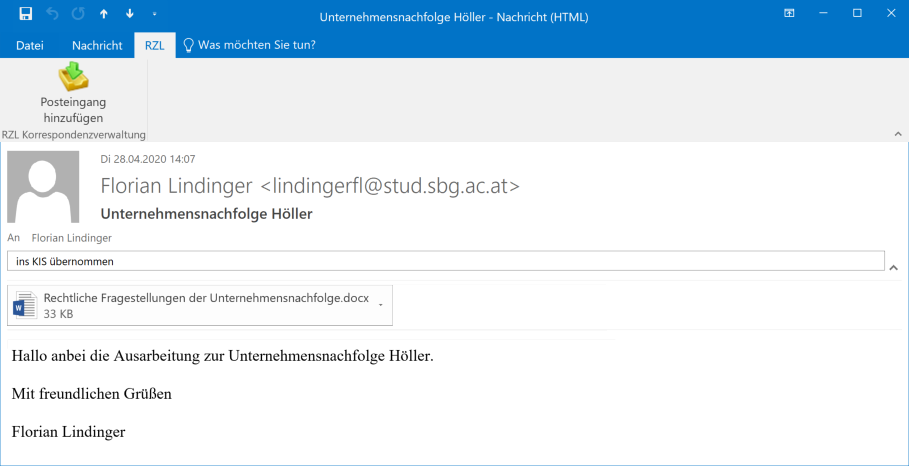 Unternehmensnachfolge Höller - Nachricht (HTML)
Datei Nachricht RZL Was möchten Sie tun?
Posteingang
hinzufügen
RZL Korrespondenzverwaltung
Di 28.04.2020 14:07
Florian Lindinger <lindingerfl@stud.sbg.ac.at>
Unternehmensnachfolge Höller
An Florian Lindinger
ins KIS übernommen
Rechtliche Fragestellungen der Unternehmensnachfolge.docx
33 KB
Hallo anbei die Ausarbeitung zur Unternehmensnachfolge Höller.
Mit freundlichen Grüßen
Florian Lindinger